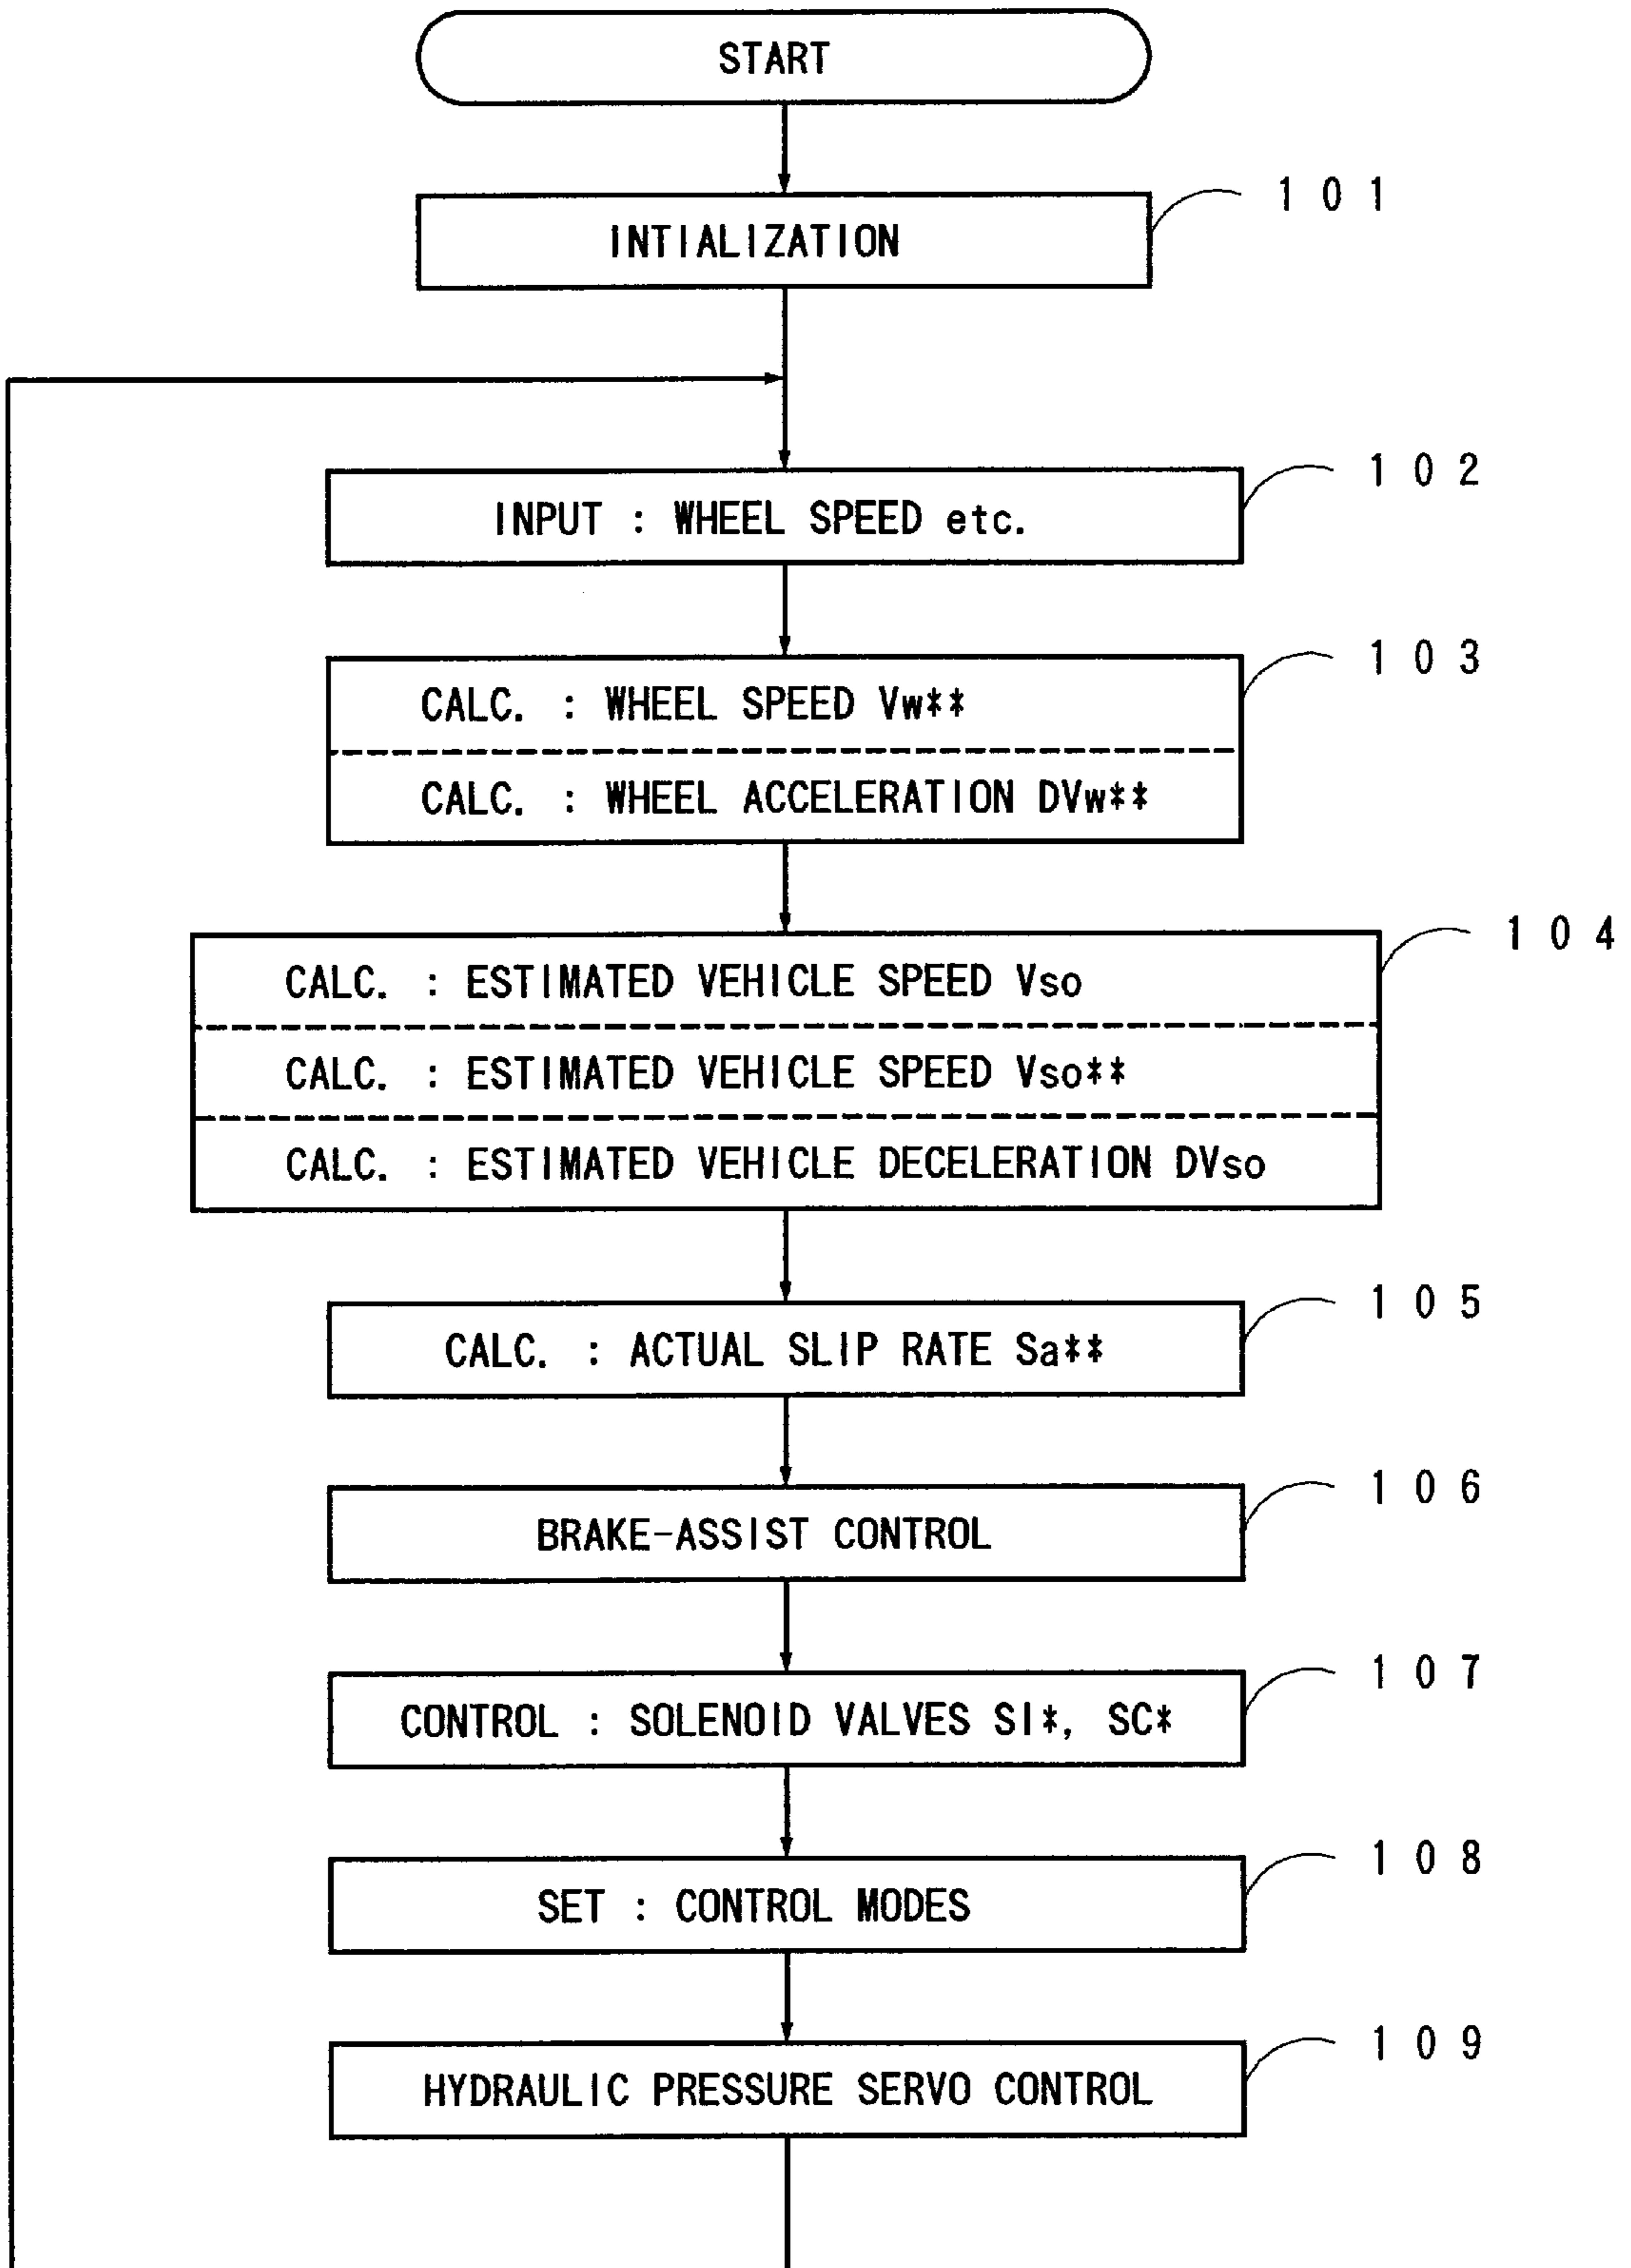 START
INTIALIZATION
101
INPUT : WHEEL SPEED etc.
102
CALC. : WHEEL SPEED Vw**
103
CALC. : WHEEL ACCELERATION DVw**
CALC. : ESTIMATED VEHICLE SPEED Vso
104
CALC. : ESTIMATED VEHICLE SPEED Vso**
CALC. : ESTIMATED VEHICLE DECELERATION DVso
CALC. : ACTUAL SLIP RATE Sa**
105
BRAKE-ASSIST CONTROL
106
CONTROL : SOLENOID VALVES SI*, SC*
107
SET : CONTROL MODES
108
HYDRAULIC PRESSURE SERVO CONTROL
109